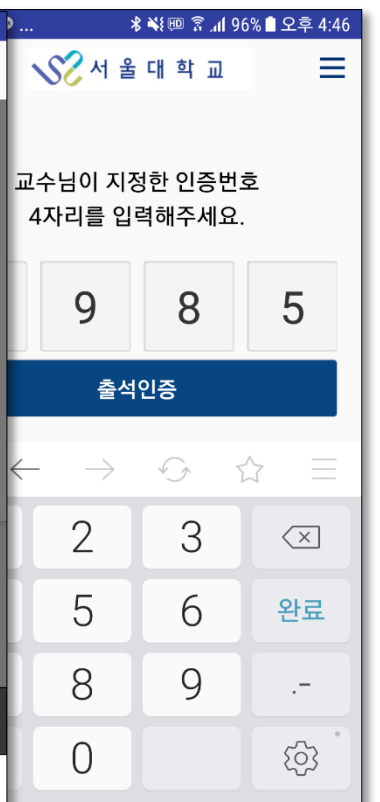 ... HD 96% 오후 4:46
서울대학교
교수님이 지정한 인증번호
4자리를 입력해주세요.
9 8 5
출석인증
2 3
5 6 완료
8 9 .-
0